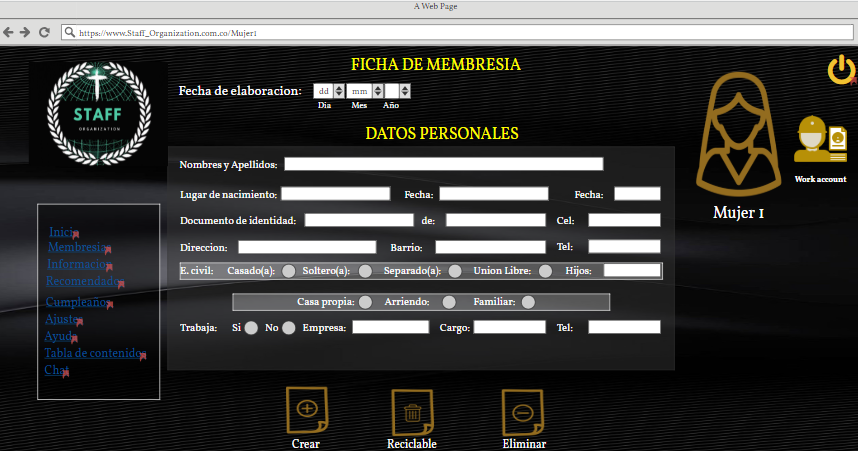 A Web Page
https://www.Staff_Organization.com.co/Mujer1
FICHA DE MEMBRESIA
Fecha de elaboracion: dd mm
Dia Mes Año
STAFF
ORGANIZATION
DATOS PERSONALES
Nombres y Apellidos:
Lugar de nacimiento: Fecha: Fecha:
Documento de identidad: de: Cel:
Direccion: Barrio: Tel:
E. civil: Casado(a): Soltero(a): Separado(a): Union Libre: Hijos:
Casa propia: Arriendo: Familiar:
Trabaja: Si No Empresa: Cargo: Tel:
Work account
Mujer 1
Inicio
Membresia
Informacion
Recomendados
Cumpleaños
Ajustes
Ayuda
Tabla de contenidos
Chat
Crear Reciclable Eliminar